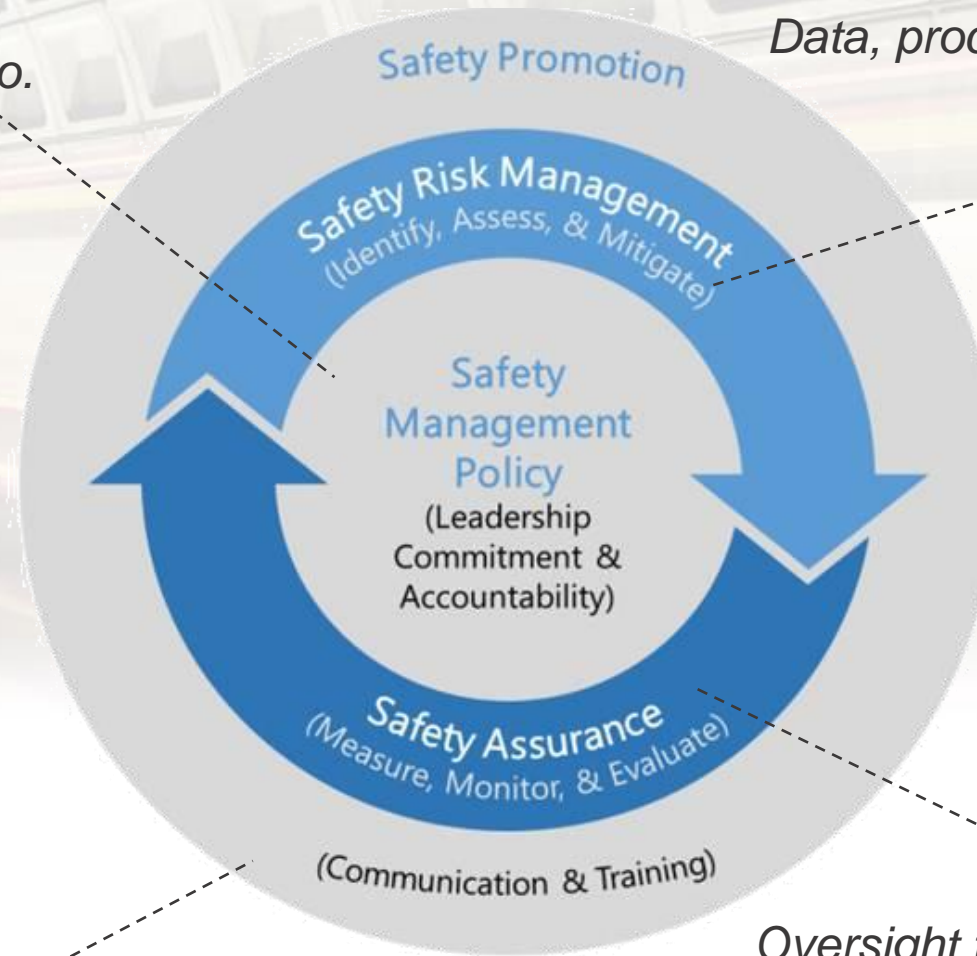 o.
Data, proc
Safety Promotion
Safety Risk Management
(Identify, Assess, & Mitigate)
Safety
Management
Policy
(Leadership
Commitment &
Accountability)
Safety Assurance
(Measure, Monitor, & Evaluate)
(Communication & Training)
Oversight